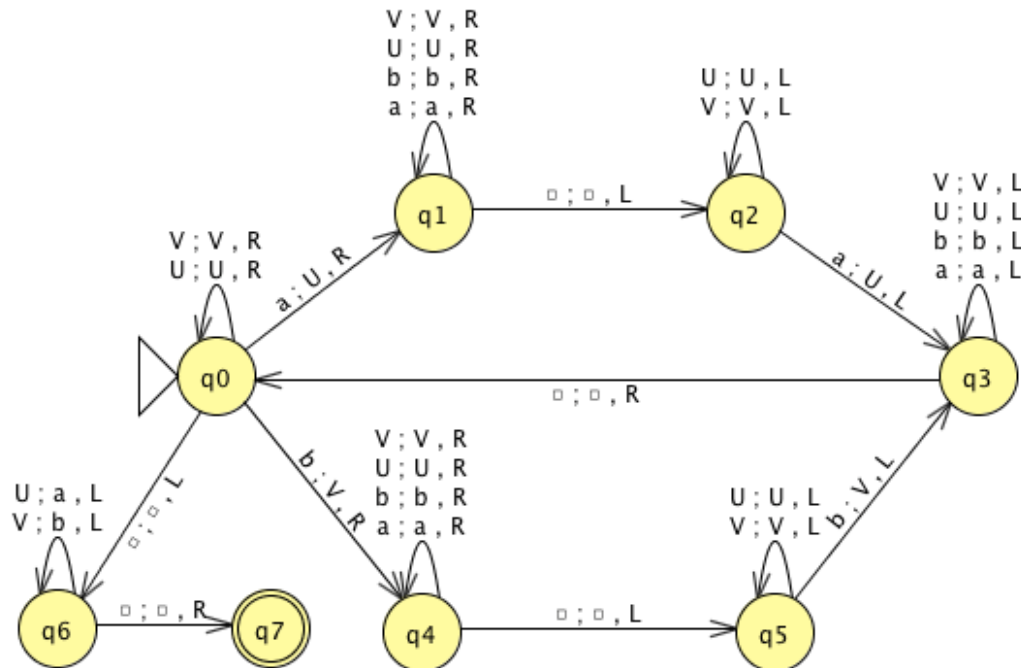 V ; V , R
U ; U , R
b ; b , R
a ; a , R
U ; U , L
V ; V , L
q1
□ ; □ , L
q2
V ; V , L
U ; U , L
b ; b , L
a ; a , L
V ; V , R
U ; U , R
a ; U , R
a ; U , L
q0
□ ; □ , R
q3
V ; V , R
U ; U , R
b ; b , R
a ; a , R
b ; V , R
□ ; □ , L
U ; a , L
V ; b , L
U ; U , L
V ; V , L
b ; V , L
q6
□ ; □ , R
q7
q4
□ ; □ , L
q5